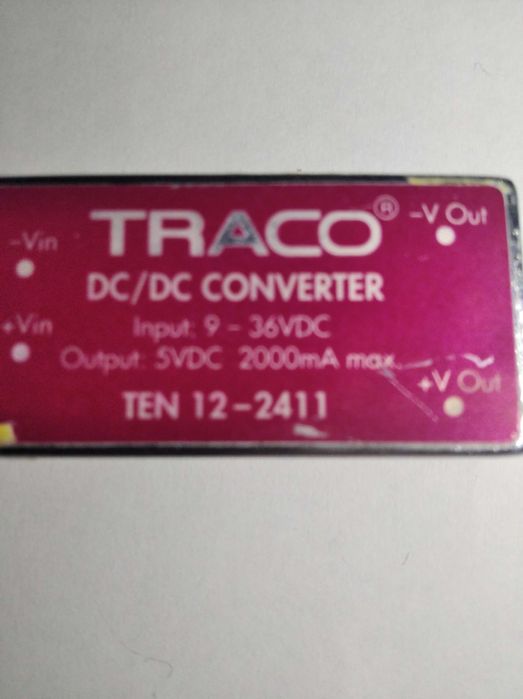 TRACO®
-V Out
-Vin
DC/DC CONVERTER
+Vin
Input: 9 - 36VDC
Output: 5VDC 2000mA max.
+V Out
TEN 12-2411